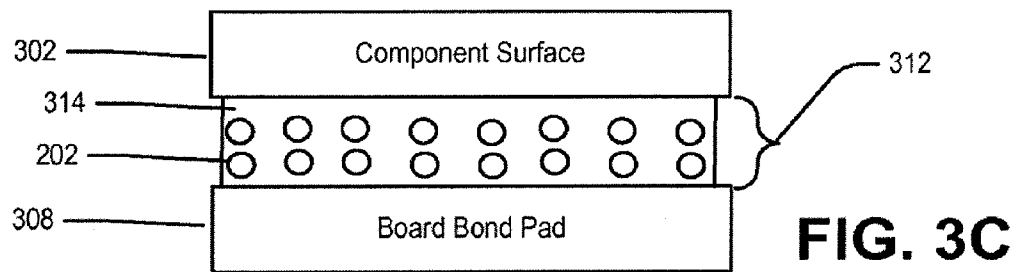 302
Component Surface
312
314
202
308
Board Bond Pad
FIG. 3C